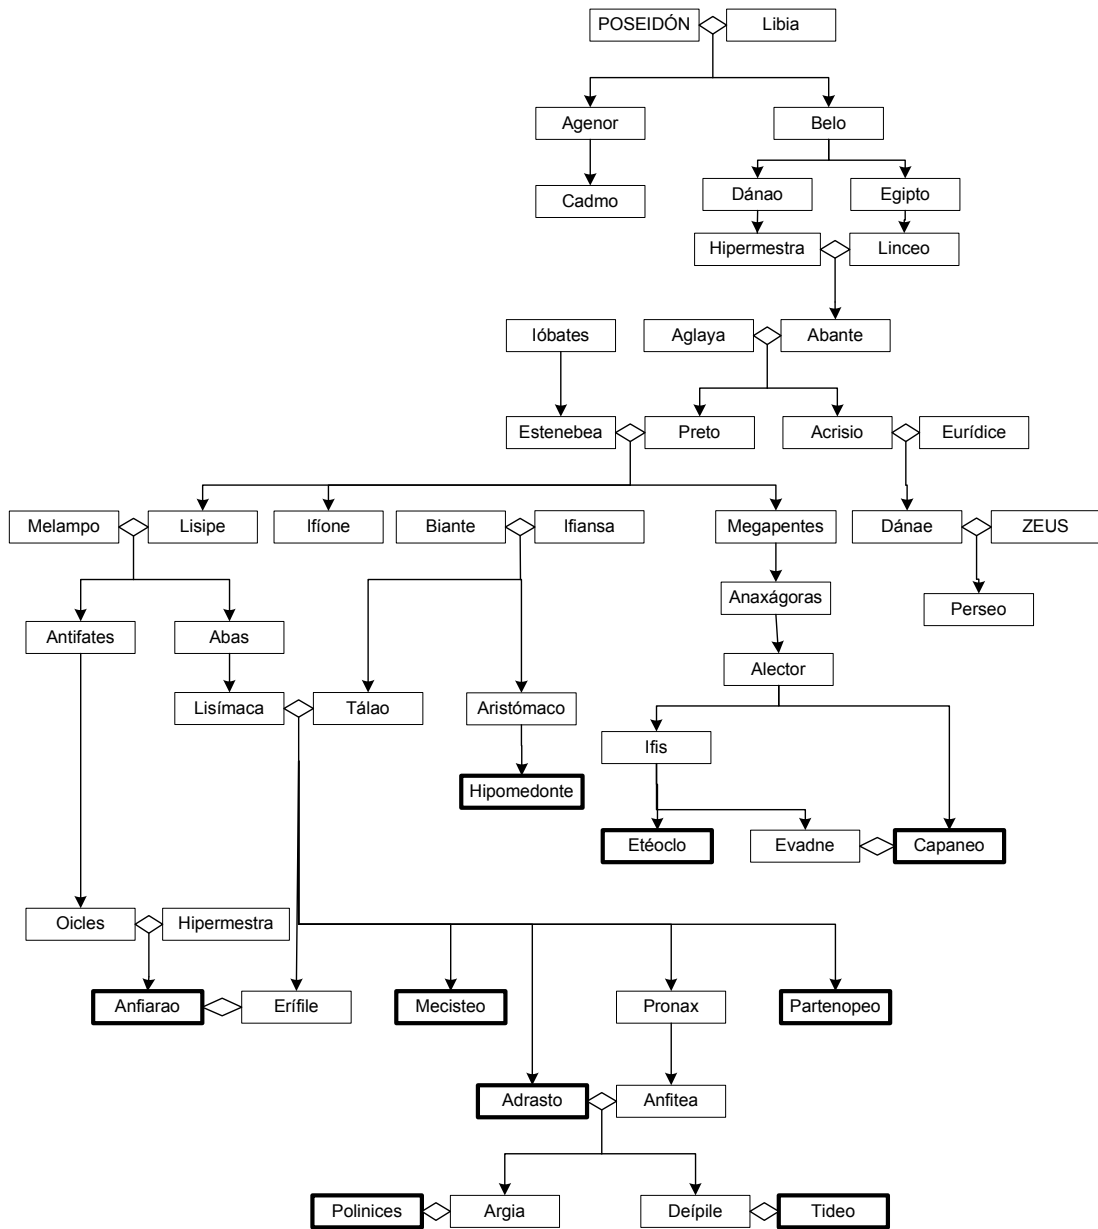 POSEIDÓN
Libia
Agenor
Belo
Cadmo
Dánao
Egipto
Hipermestra
Linceo
Ióbates
Aglaya
Abante
Estenebea
Preto
Acrisio
Eurídice
Melampo
Lisipe
Ifíone
Biante
Ifiansa
Megapentes
Dánae
ZEUS
Anaxágoras
Perseo
Antifates
Abas
Alector
Lisímaca
Tálao
Aristómaco
Ifis
Hipomedonte
Etéoclo
Evadne
Capaneo
Oicles
Hipermestra
Anfiarao
Erífile
Mecisteo
Pronax
Partenopeo
Adrasto
Anfitea
Polinices
Argia
Deípile
Tideo